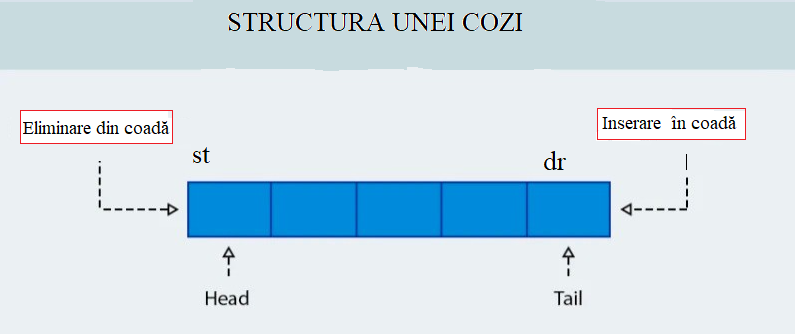 STRUCTURA UNEI COZI
Eliminare din coadă
Inserare în coadă
st
dr
Head
Tail